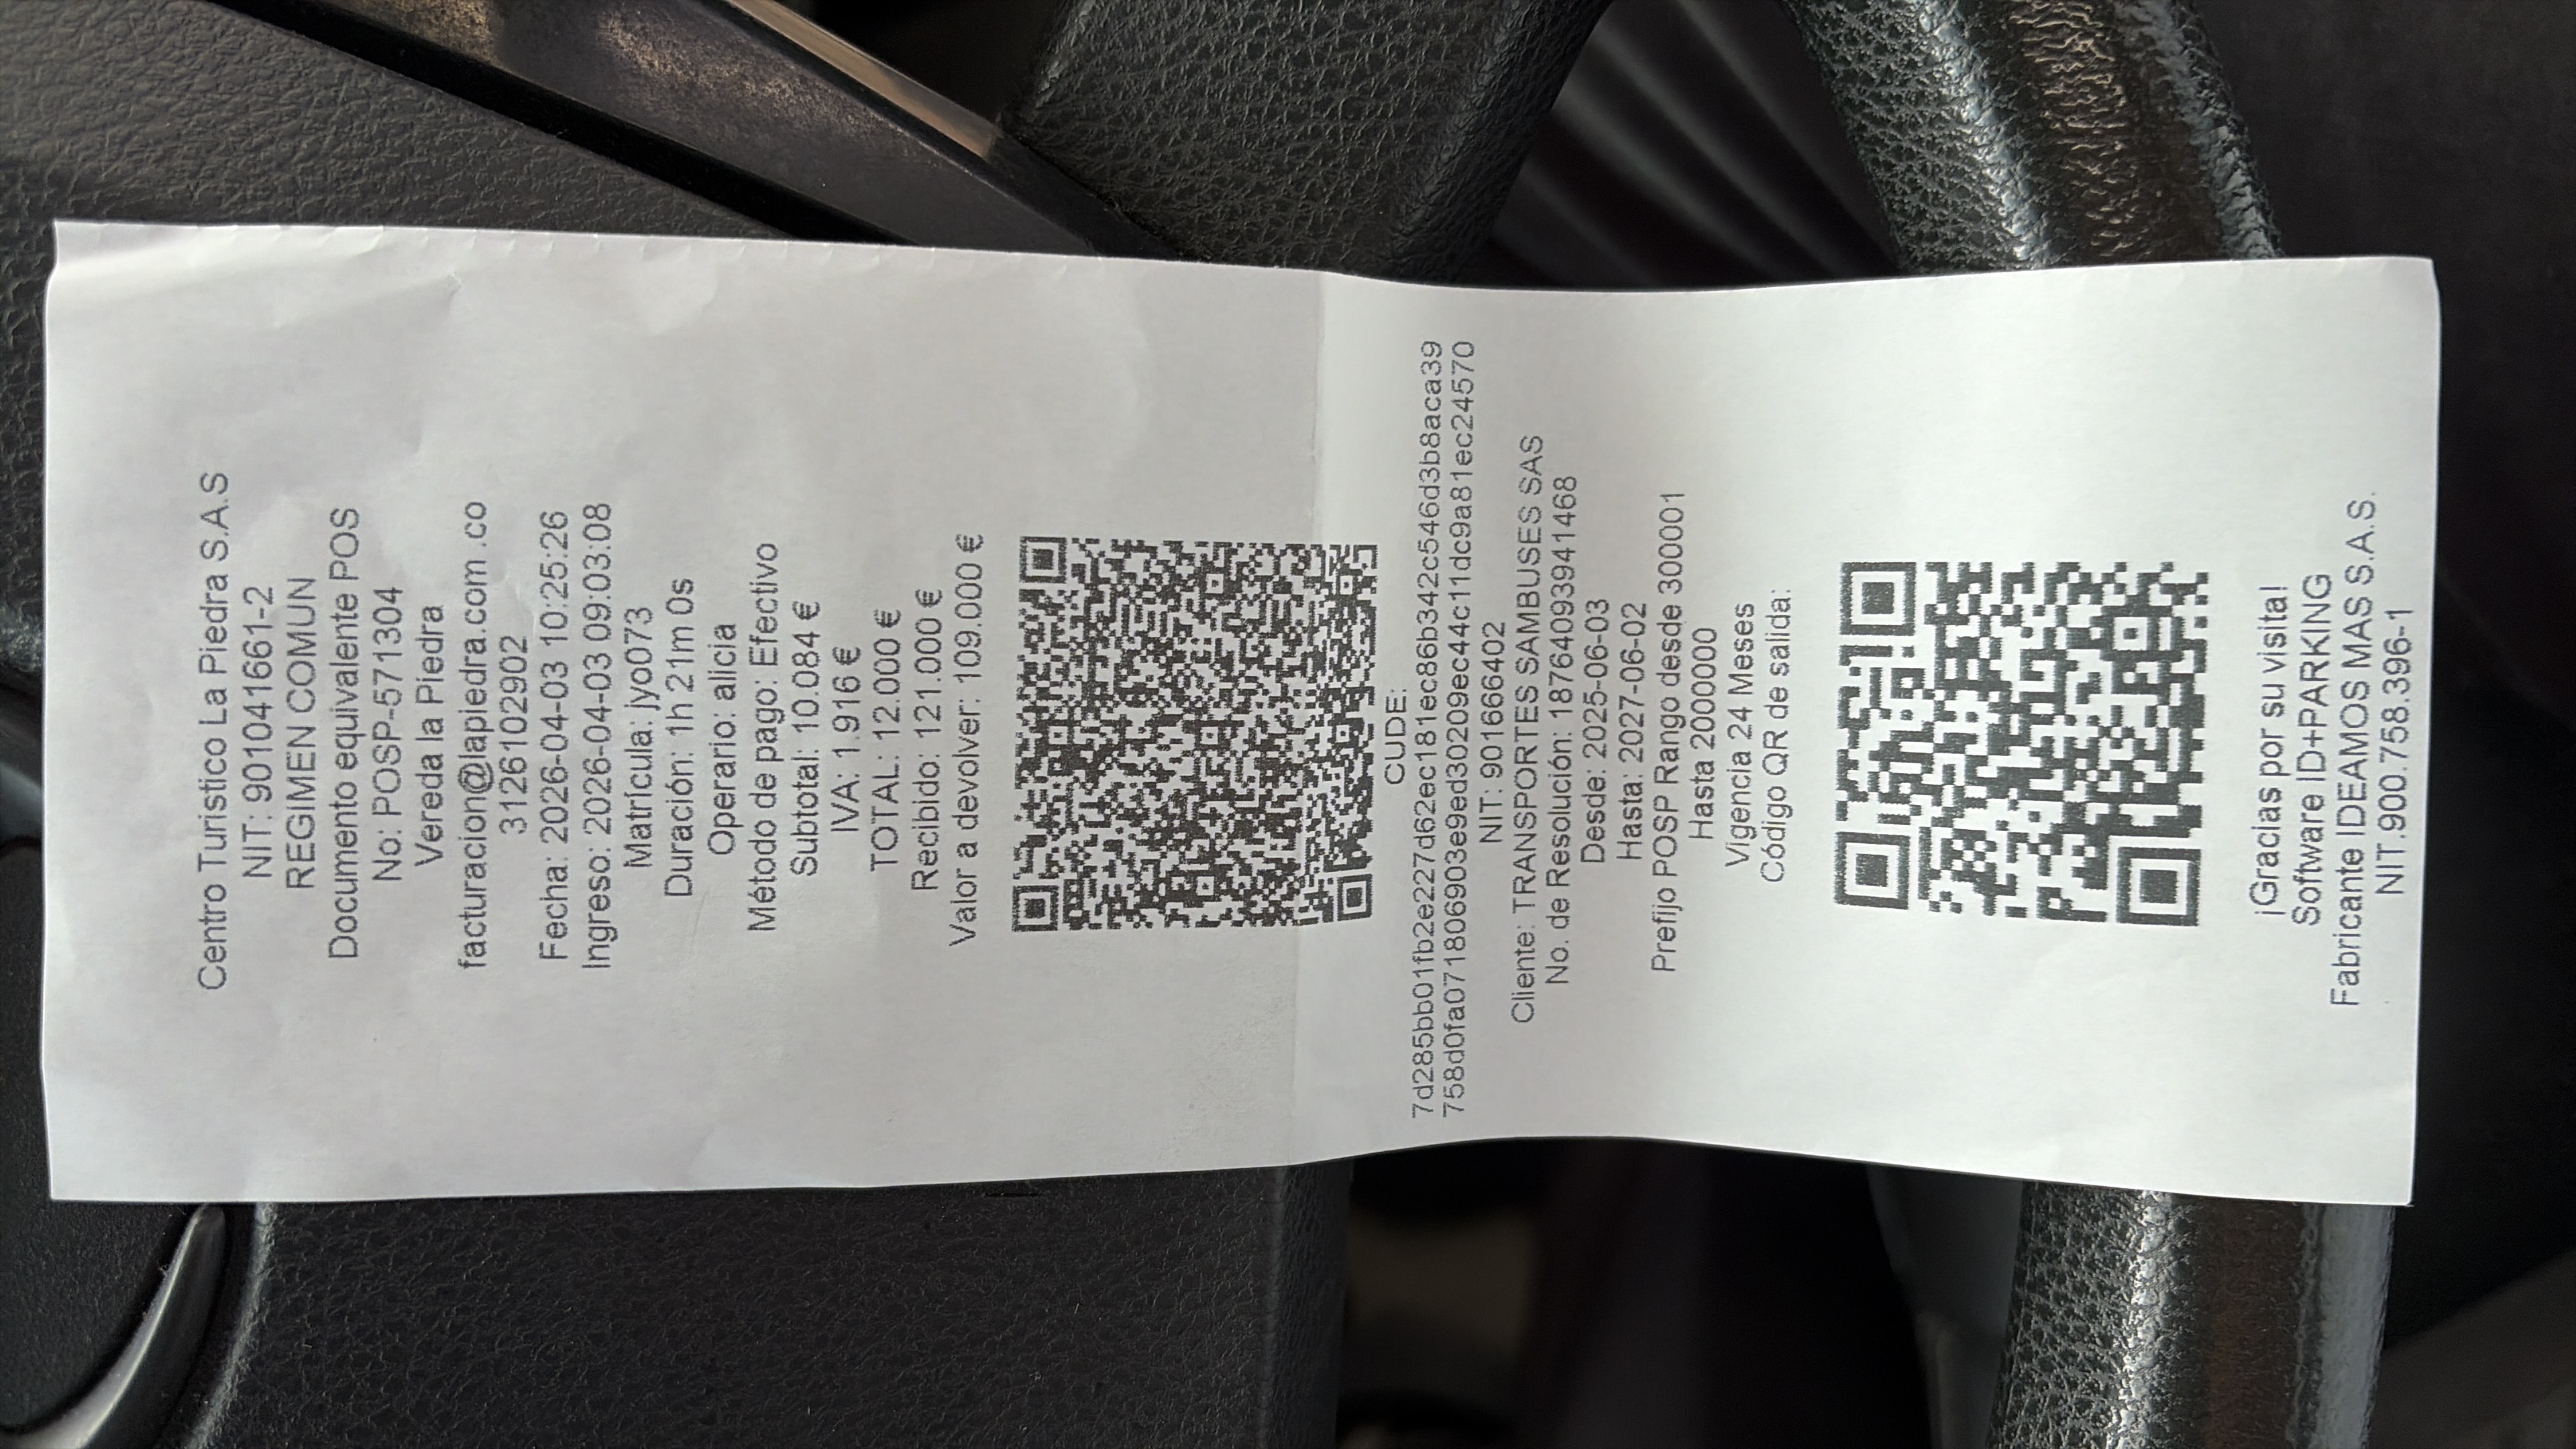 Centro Turistico La Piedra S.A.S
NIT: 901041661-2
REGIMEN COMUN
Documento equivalente POS
No: POSP-571304
Vereda la Piedra
facturacion@lapiedra.com .co
3126102902
Fecha: 2026-04-03 10:25:26
Ingreso: 2026-04-03 09:03:08
Matrícula: jyo073
Duración: 1h 21m 0s
Operario: alicia
Método de pago: Efectivo
Subtotal: 10.084 €
IVA: 1.916 €
TOTAL: 12.000 €
Recibido: 121.000 €
Valor a devolver: 109.000 €
CUDE:
7d285bb01fb2e227d62ec181ec86b342c546d3b8aca39
758d0fa071806903e9ed30209ec44c11dc9a81ec24570
NIT: 901666402
Cliente: TRANSPORTES SAMBUSES SAS
No. de Resolución: 18764093941468
Desde: 2025-06-03
Hasta: 2027-06-02
Prefijo POSP Rango desde 300001
Hasta 2000000
Vigencia 24 Meses
Código QR de salida:
¡Gracias por su visita!
Software ID+PARKING
Fabricante IDEAMOS MAS S.A.S.
NIT.900.758.396-1